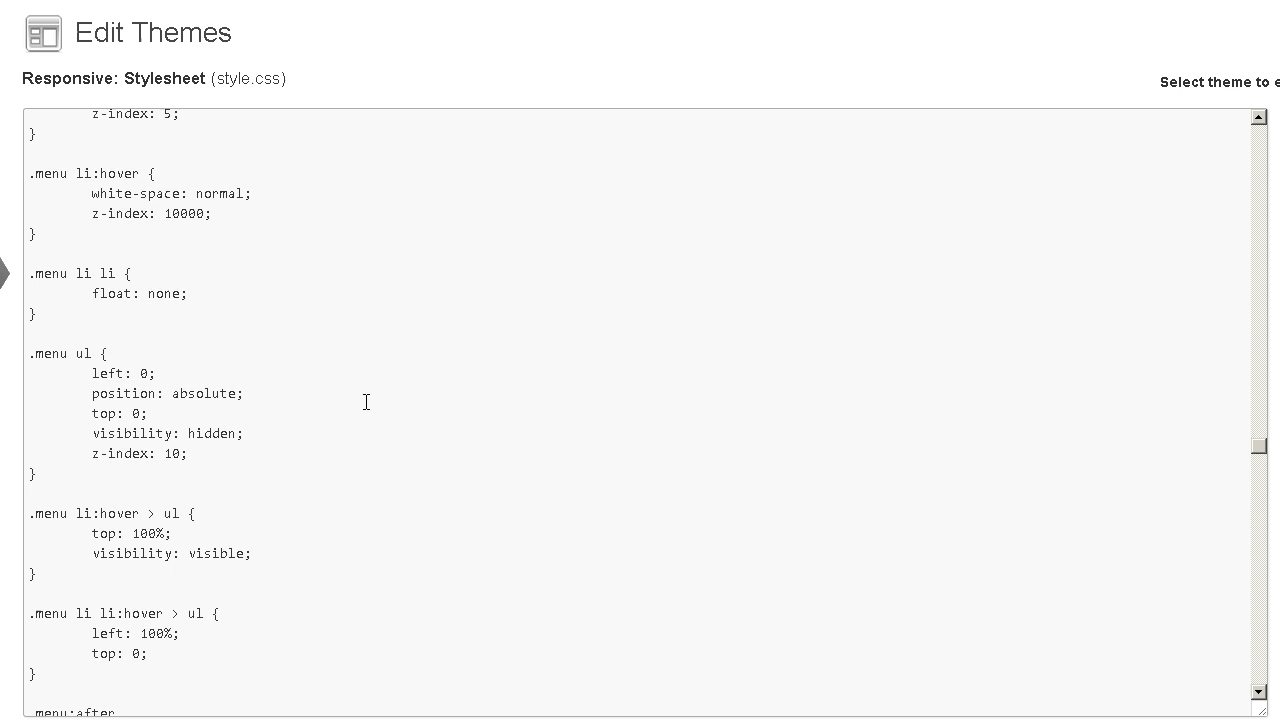 Edit Themes
Responsive: Stylesheet (style.css)
Select theme to e
z-index: 5;
}
.menu li:hover {
white-space: normal;
z-index: 10000;
}
.menu li li {
float: none;
}
.menu ul {
left: 0;
position: absolute;
top: 0;
visibility: hidden;
z-index: 10;
}
.menu li:hover > ul {
top: 100%;
visibility: visible;
}
.menu li li:hover > ul {
left: 100%;
top: 0;
}
.menu:after